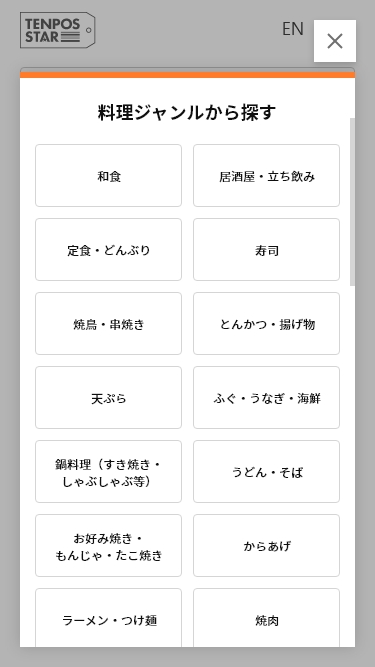 TENPOS
STAR
EN
料理ジャンルから探す
和食
居酒屋・立ち飲み
定食・どんぶり
寿司
焼鳥・串焼き
とんかつ・揚げ物
天ぷら
ふぐ・うなぎ・海鮮
鍋料理（すき焼き・
しゃぶしゃぶ等）
うどん・そば
お好み焼き・
もんじゃ・たこ焼き
からあげ
ラーメン・つけ麺
焼肉